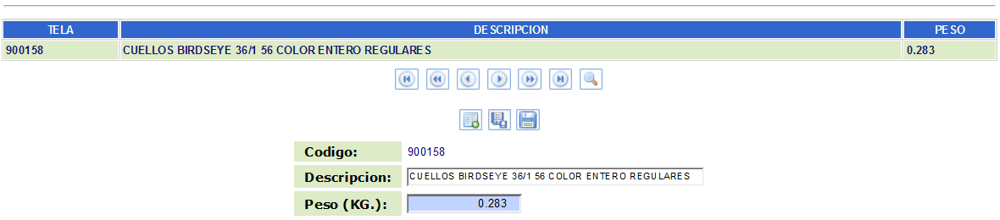 TELA DESCRIPCION PESO
900158 CUELLOS BIRDSEYE 36/1 56 COLOR ENTERO REGULARES 0.283
Codigo: 900158
Descripcion: CUELLOS BIRDSEYE 36/1 56 COLOR ENTERO REGULARES
Peso (KG.): 0.283